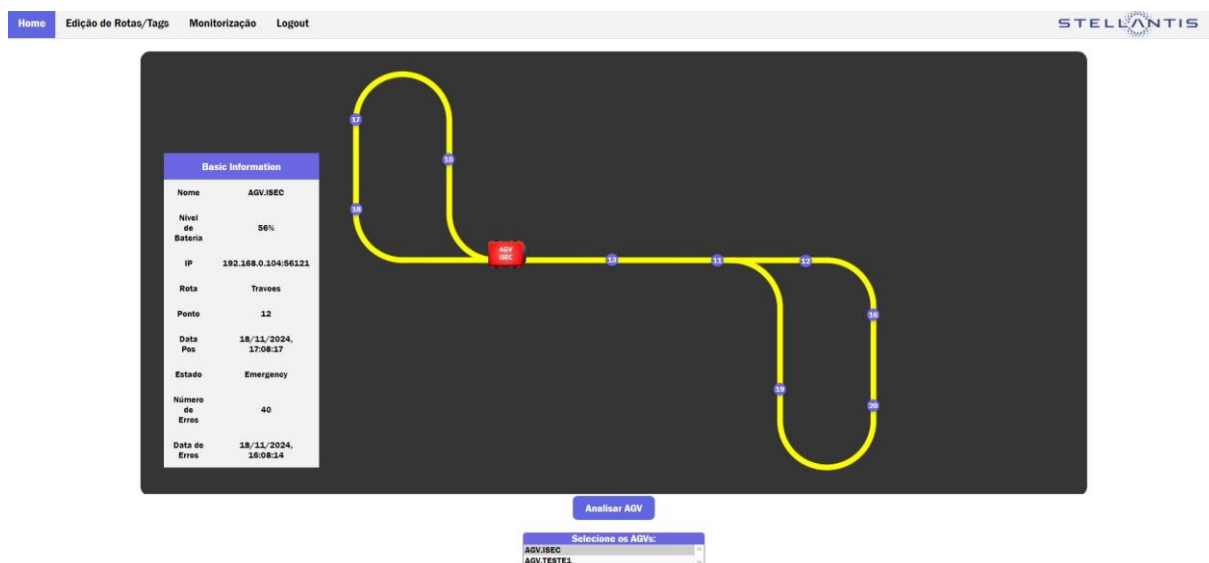 Home Edição de Rotas/Tags Monitorização Logout
STELLANTIS
17
15
18
Basic Information
Nome AGV.ISEC
Nível de Bateria 56%
IP 192.168.0.104:56121
Rota Travoes
Ponto 12
Data Pos 18/11/2024, 17:08:17
Estado Emergency
Número de Erros 40
Data de Erros 18/11/2024, 16:08:14
AGV
ISEC
13
11
12
16
19
20
Analisar AGV
Selecione os AGVs:
AGV.ISEC
AGV.TESTE1